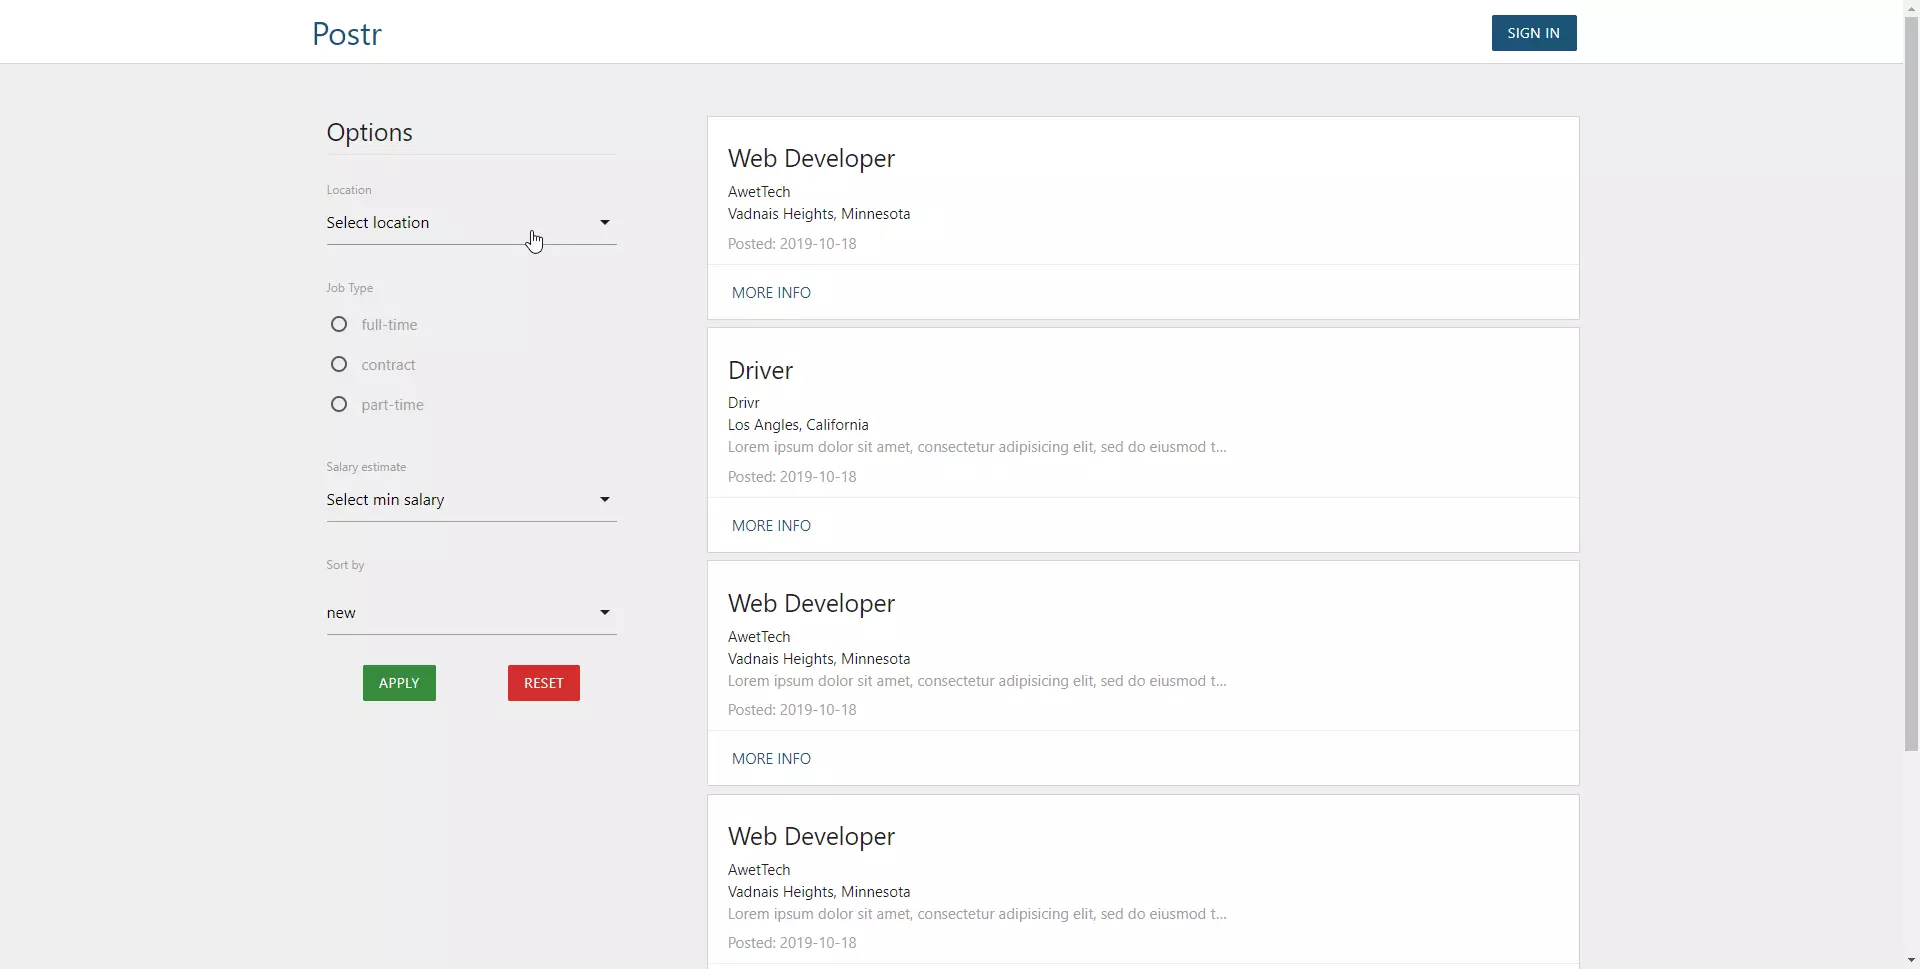 Postr
SIGN IN
Options
Location
Select location
Job Type
full-time
contract
part-time
Salary estimate
Select min salary
Sort by
new
APPLY
RESET
Web Developer
AwetTech
Vadnais Heights, Minnesota
Posted: 2019-10-18
MORE INFO
Driver
Drivr
Los Angles, California
Lorem ipsum dolor sit amet, consectetur adipisicing elit, sed do eiusmod t...
Posted: 2019-10-18
MORE INFO
Web Developer
AwetTech
Vadnais Heights, Minnesota
Lorem ipsum dolor sit amet, consectetur adipisicing elit, sed do eiusmod t...
Posted: 2019-10-18
MORE INFO
Web Developer
AwetTech
Vadnais Heights, Minnesota
Lorem ipsum dolor sit amet, consectetur adipisicing elit, sed do eiusmod t...
Posted: 2019-10-18